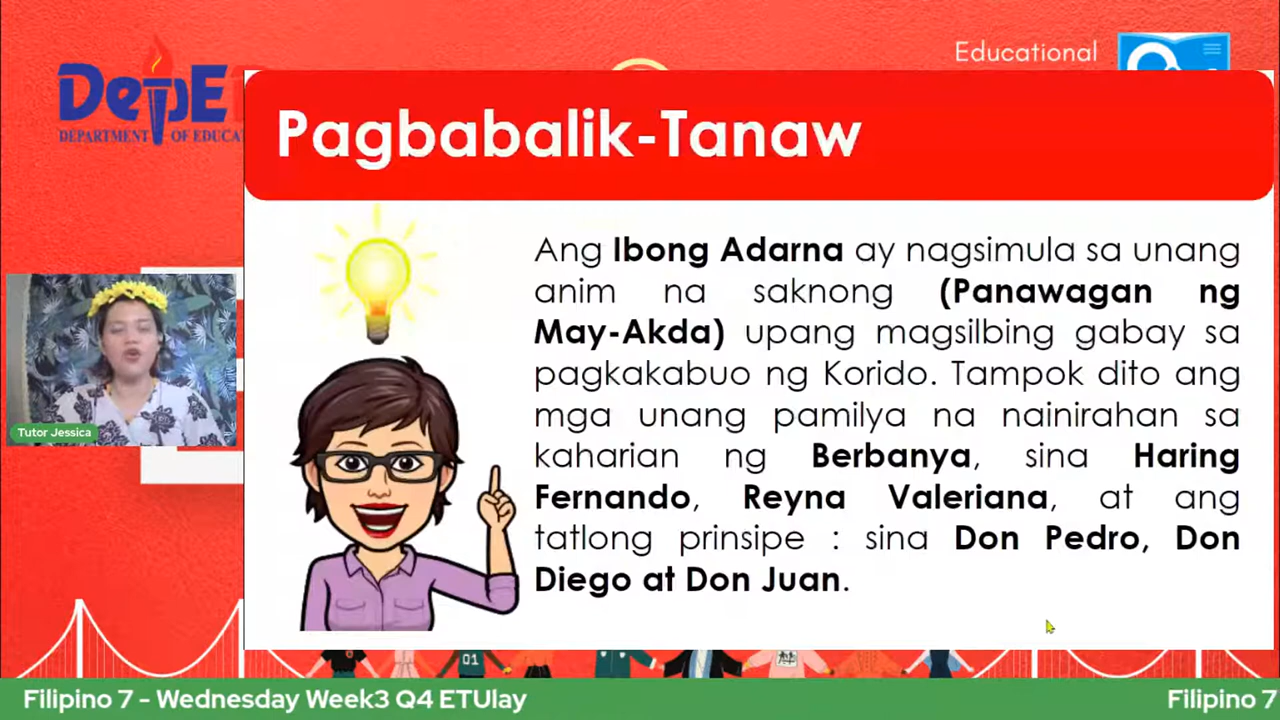 Educational
DepE
DEPARTMENT OF EDUCA
Pagbabalik-Tanaw
Ang Ibong Adarna ay nagsimula sa unang
anim na saknong (Panawagan ng
May-Akda) upang magsilbing gabay sa
pagkakabuo ng Korido. Tampok dito ang
mga unang pamilya na nainirahan sa
kaharian ng Berbanya, sina Haring
Fernando, Reyna Valeriana, at ang
tatlong prinsipe : sina Don Pedro, Don
Diego at Don Juan.
Tutor Jessica
01
Filipino 7 - Wednesday Week3 Q4 ETUlay
Filipino 7